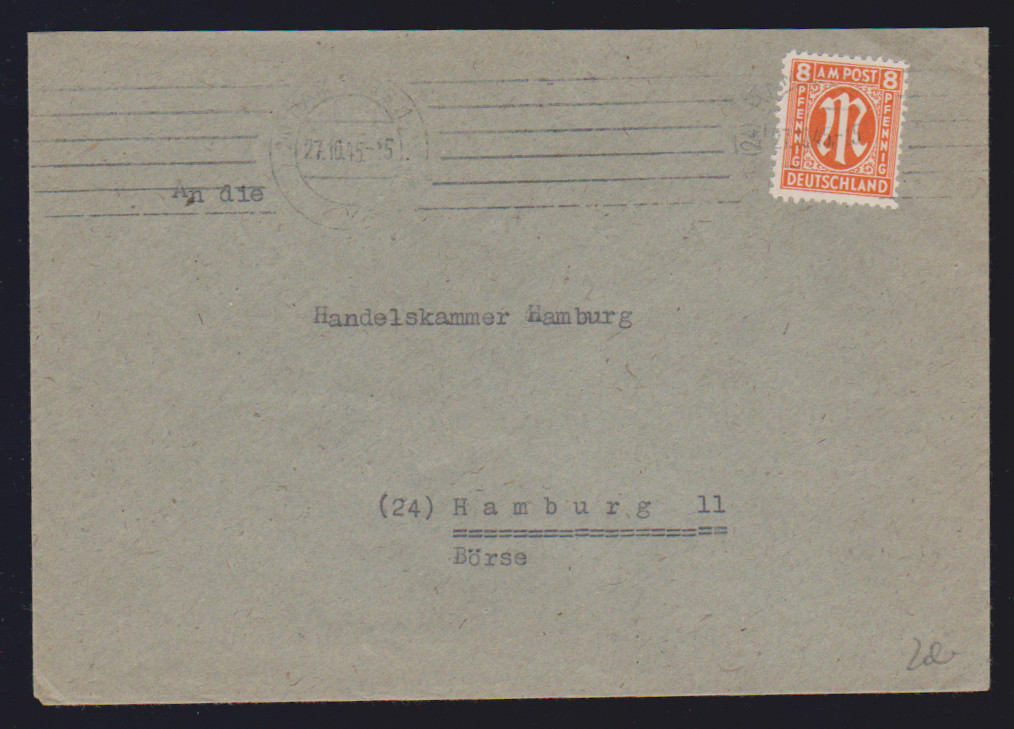 8 AM POST 8
PFENNIG
PFENNIG
DEUTSCHLAND
27.10.45-15
(24)
An die
Handelskammer Hamburg
(24) Hamburg 11
Börse